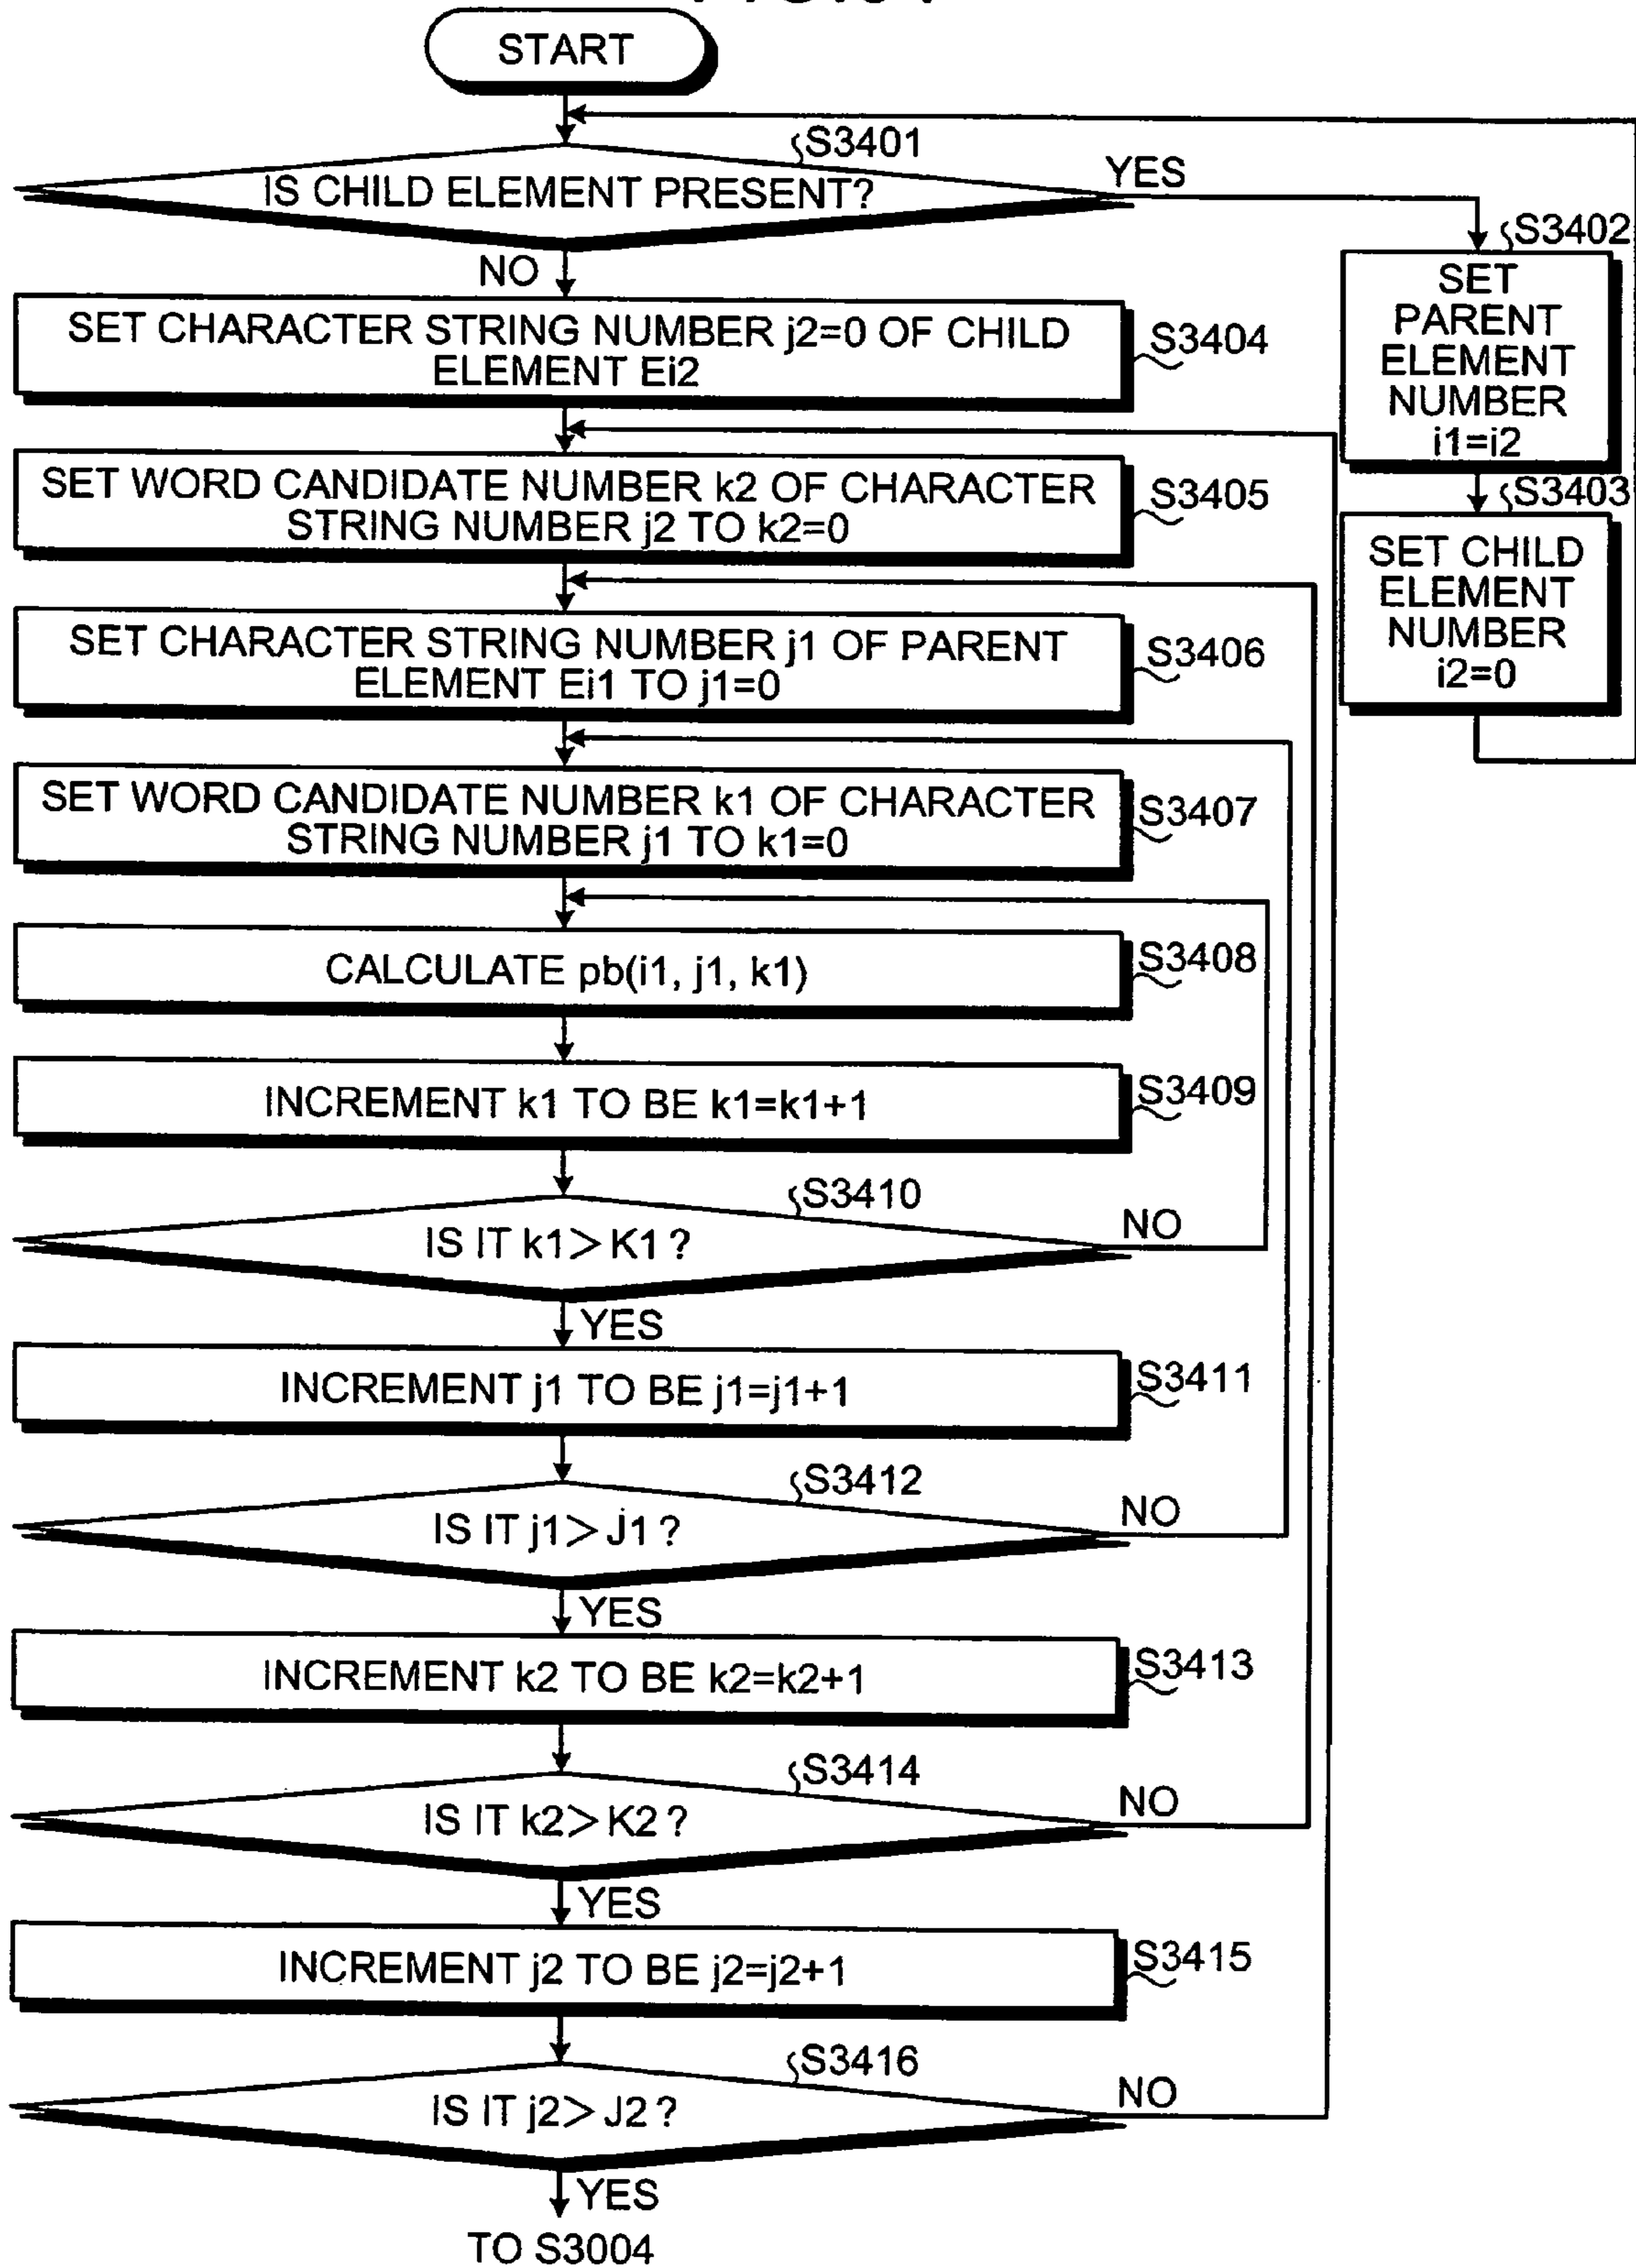 START
S3401
IS CHILD ELEMENT PRESENT?
YES
NO
S3402
SET
PARENT
ELEMENT
NUMBER
i1=i2
S3403
SET CHILD
ELEMENT
NUMBER
i2=0
SET CHARACTER STRING NUMBER j2=0 OF CHILD
ELEMENT Ei2
S3404
SET WORD CANDIDATE NUMBER k2 OF CHARACTER
STRING NUMBER j2 TO k2=0
S3405
SET CHARACTER STRING NUMBER j1 OF PARENT
ELEMENT Ei1 TO j1=0
S3406
SET WORD CANDIDATE NUMBER k1 OF CHARACTER
STRING NUMBER j1 TO k1=0
S3407
CALCULATE pb(i1, j1, k1)
S3408
INCREMENT k1 TO BE k1=k1+1
S3409
S3410
IS IT k1>K1?
NO
YES
INCREMENT j1 TO BE j1=j1+1
S3411
S3412
IS IT j1>J1?
NO
YES
INCREMENT k2 TO BE k2=k2+1
S3413
S3414
IS IT k2>K2?
NO
YES
INCREMENT j2 TO BE j2=j2+1
S3415
S3416
IS IT j2>J2?
NO
YES
TO S3004